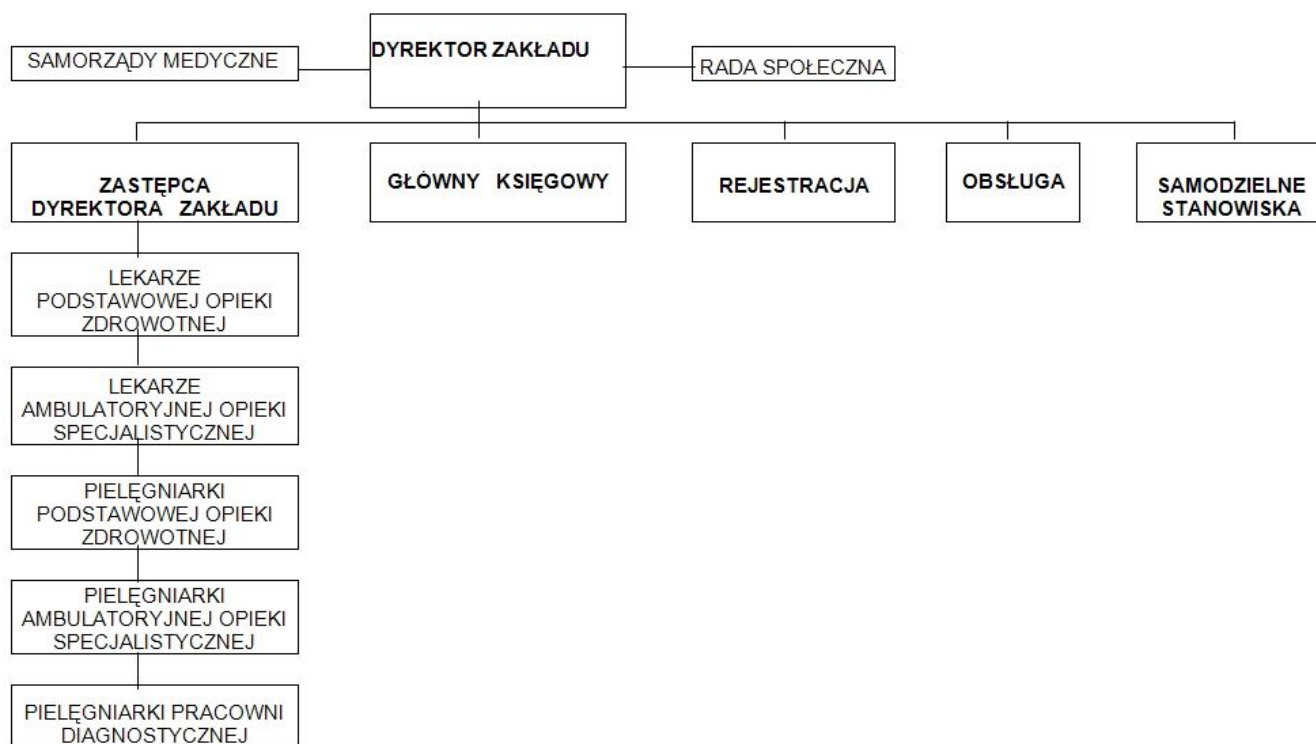 DYREKTOR ZAKŁADU
SAMORZĄDY MEDYCZNE
RADA SPOŁECZNA
ZASTĘPCA
DYREKTORA ZAKŁADU
GŁÓWNY KSIĘGOWY
REJESTRACJA
OBSŁUGA
SAMODZIELNE
STANOWISKA
LEKARZE
PODSTAWOWEJ OPIEKI
ZDROWOTNEJ
LEKARZE
AMBULATORYJNEJ OPIEKI
SPECJALISTYCZNEJ
PIELĘGNIARKI
PODSTAWOWEJ OPIEKI
ZDROWOTNEJ
PIELĘGNIARKI
AMBULATORYJNEJ OPIEKI
SPECJALISTYCZNEJ
PIELĘGNIARKI PRACOWNI
DIAGNOSTYCZNEJ